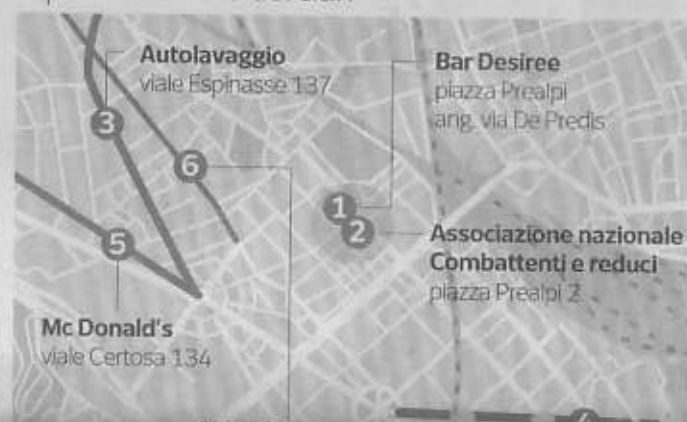 Autolavaggio
viale Espinasse 137
Bar Desiree
piazza Prealpi
ang. via De Predis
3
6
1
2
Associazione nazionale
Combattenti e reduci
piazza Prealpi 2
5
Mc Donald's
viale Certosa 134